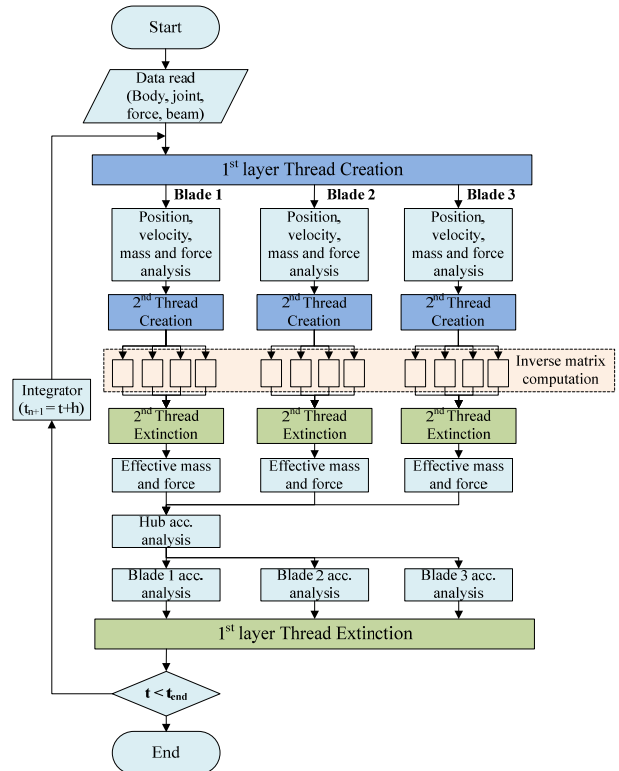 Start
Data read
(Body, joint,
force, beam)
1st layer Thread Creation
Blade 1
Blade 2
Blade 3
Position,
velocity,
mass and force
analysis
Position,
velocity,
mass and force
analysis
Position,
velocity,
mass and force
analysis
2nd Thread
Creation
2nd Thread
Creation
2nd Thread
Creation
Inverse matrix
computation
Integrator
(tn+1 = t+h)
2nd Thread
Extinction
2nd Thread
Extinction
2nd Thread
Extinction
Effective mass
and force
Effective mass
and force
Effective mass
and force
Hub acc.
analysis
Blade 1 acc.
analysis
Blade 2 acc.
analysis
Blade 3 acc.
analysis
1st layer Thread Extinction
t < tend
End